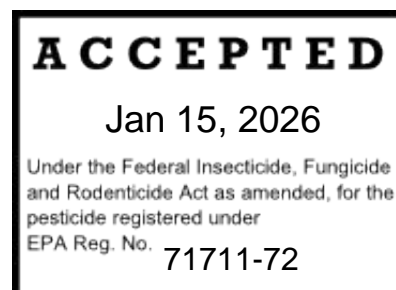 ACCEPTED
Jan 15, 2026
Under the Federal Insecticide, Fungicide
and Rodenticide Act as amended, for the
pesticide registered under
EPA Reg. No. 71711-72